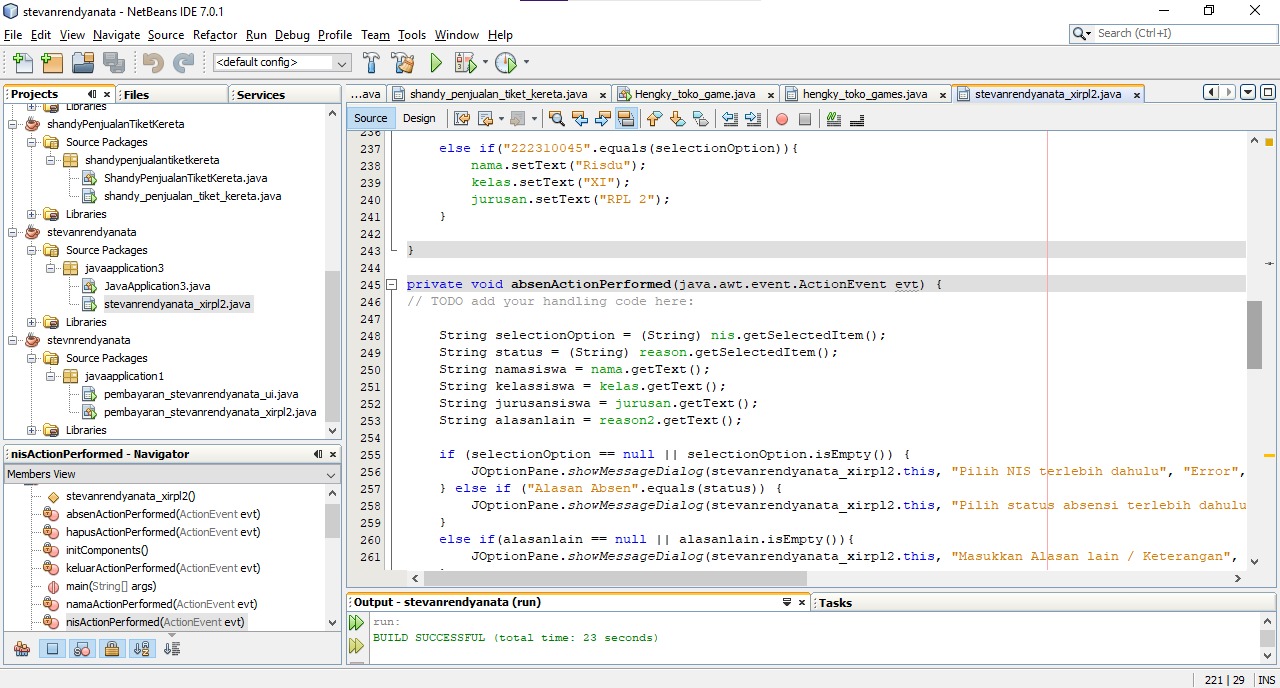 stevanrendyanata - NetBeans IDE 7.0.1
File Edit View Navigate Source Refactor Run Debug Profile Team Tools Window Help
Search (Ctrl+I)
<default config>
Projects Files Services
Libraries
shandyPenjualanTiketKereta
Source Packages
shandypenjualantiketkereta
ShandyPenjualanTiketKereta.java
shandy_penjualan_tiket_kereta.java
Libraries
stevanrendyanata
Source Packages
javaapplication3
JavaApplication3.java
stevanrendyanata_xirpl2.java
Libraries
stevnrendyanata
Source Packages
javaapplication1
pembayaran_stevanrendyanata_ui.java
pembayaran_stevanrendyanata_xirpl2.java
Libraries
nisActionPerformed - Navigator
Members View
stevanrendyanata_xirpl2()
absenActionPerformed(ActionEvent evt)
hapusActionPerformed(ActionEvent evt)
initComponents()
keluarActionPerformed(ActionEvent evt)
main(String[] args)
namaActionPerformed(ActionEvent evt)
nisActionPerformed(ActionEvent evt)
...ava shandy_penjualan_tiket_kereta.java Hengky_toko_game.java hengky_toko_games.java stevanrendyanata_xirpl2.java
Source Design
236
237 else if("222310045".equals(selectionOption)){
238 nama.setText("Risdu");
239 kelas.setText("XI");
240 jurusan.setText("RPL 2");
241 }
242
243 }
244
245 private void absenActionPerformed(java.awt.event.ActionEvent evt) {
246 // TODO add your handling code here:
247
248 String selectionOption = (String) nis.getSelectedItem();
249 String status = (String) reason.getSelectedItem();
250 String namasiswa = nama.getText();
251 String kelassiswa = kelas.getText();
252 String jurusansiswa = jurusan.getText();
253 String alasanlain = reason2.getText();
254
255 if (selectionOption == null || selectionOption.isEmpty()) {
256 JOptionPane.showMessageDialog(stevanrendyanata_xirpl2.this, "Pilih NIS terlebih dahulu", "Error",
257 } else if ("Alasan Absen".equals(status)) {
258 JOptionPane.showMessageDialog(stevanrendyanata_xirpl2.this, "Pilih status absensi terlebih dahulu
259 }
260 else if(alasanlain == null || alasanlain.isEmpty()){
261 JOptionPane.showMessageDialog(stevanrendyanata_xirpl2.this, "Masukkan Alasan lain / Keterangan",
Output - stevanrendyanata (run) Tasks
run:
BUILD SUCCESSFUL (total time: 23 seconds)
221 | 29 INS